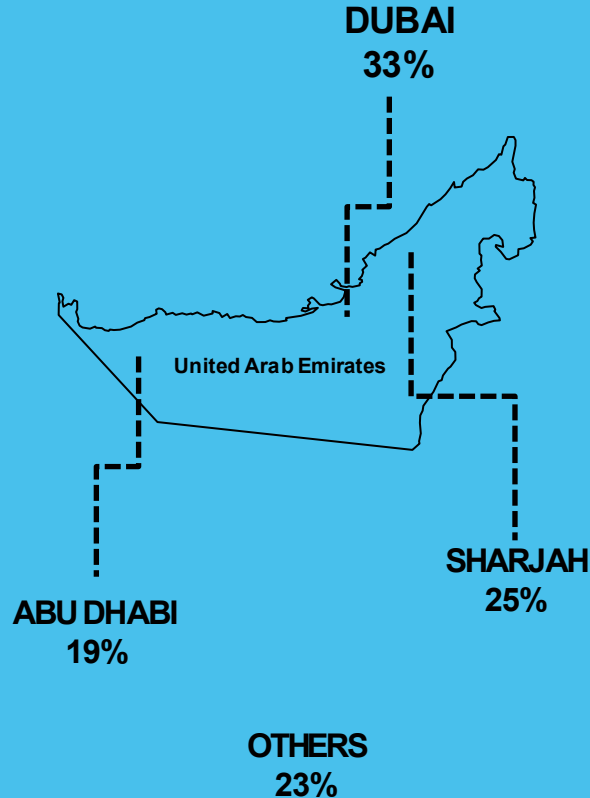 DUBAI
33%
United Arab Emirates
SHARJAH
25%
ABU DHABI
19%
OTHERS
23%